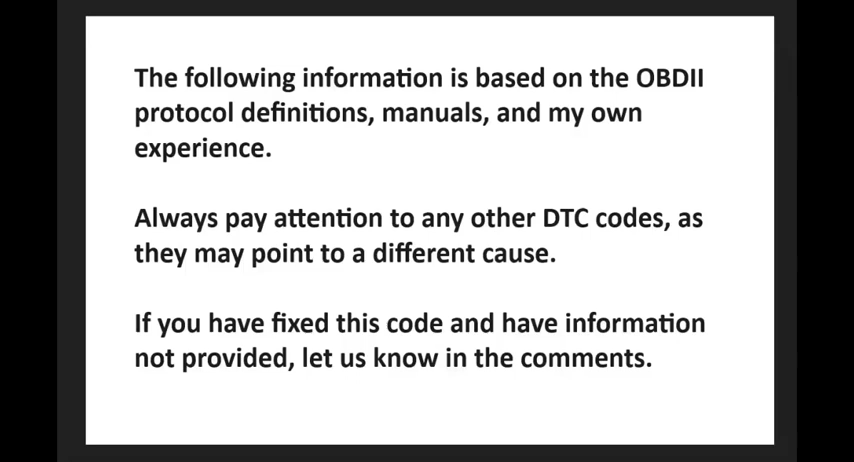 The following information is based on the OBDII
protocol definitions, manuals, and my own
experience.
Always pay attention to any other DTC codes, as
they may point to a different cause.
If you have fixed this code and have information
not provided, let us know in the comments.